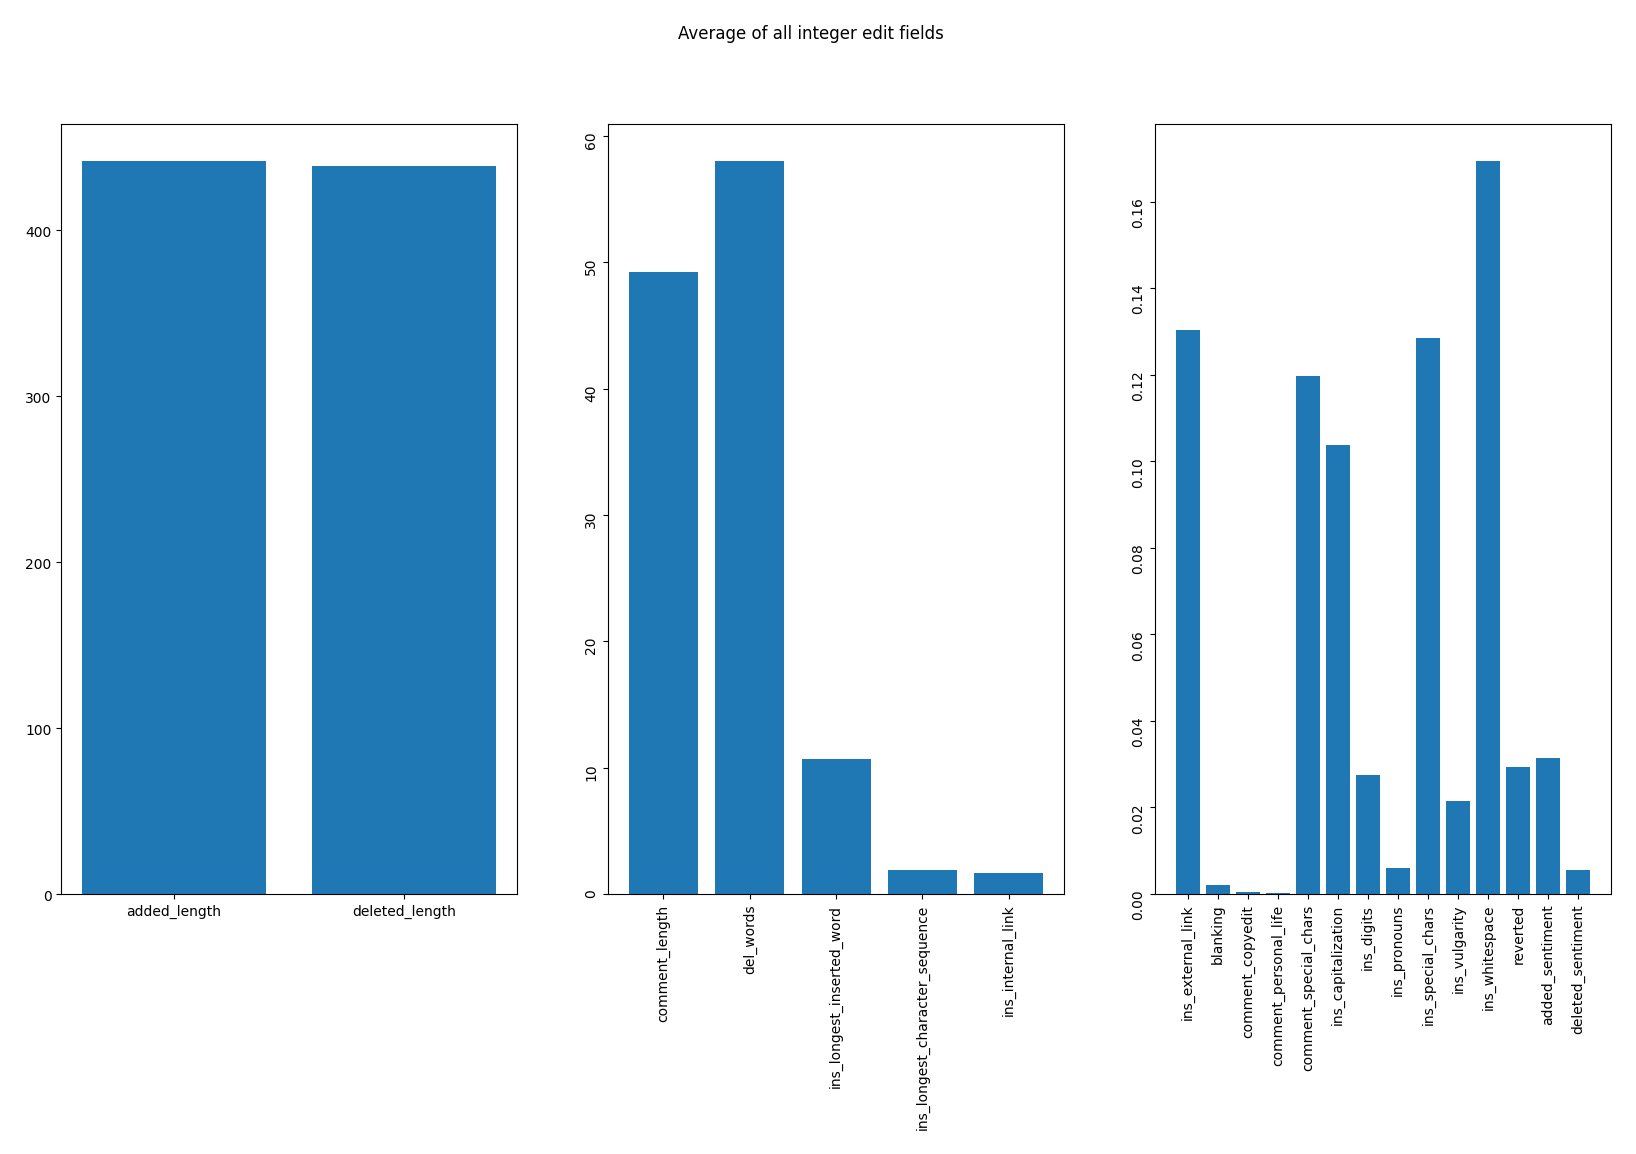 Average of all integer edit fields
400
300
200
100
0
added_length
deleted_length
60
50
40
30
20
10
0
comment_length
del_words
ins_longest_inserted_word
ins_longest_character_sequence
ins_internal_link
0.16
0.14
0.12
0.10
0.08
0.06
0.04
0.02
0.00
ins_external_link
blanking
comment_copyedit
comment_personal_life
comment_special_chars
ins_capitalization
ins_digits
ins_pronouns
ins_special_chars
ins_vulgarity
ins_whitespace
reverted
added_sentiment
deleted_sentiment